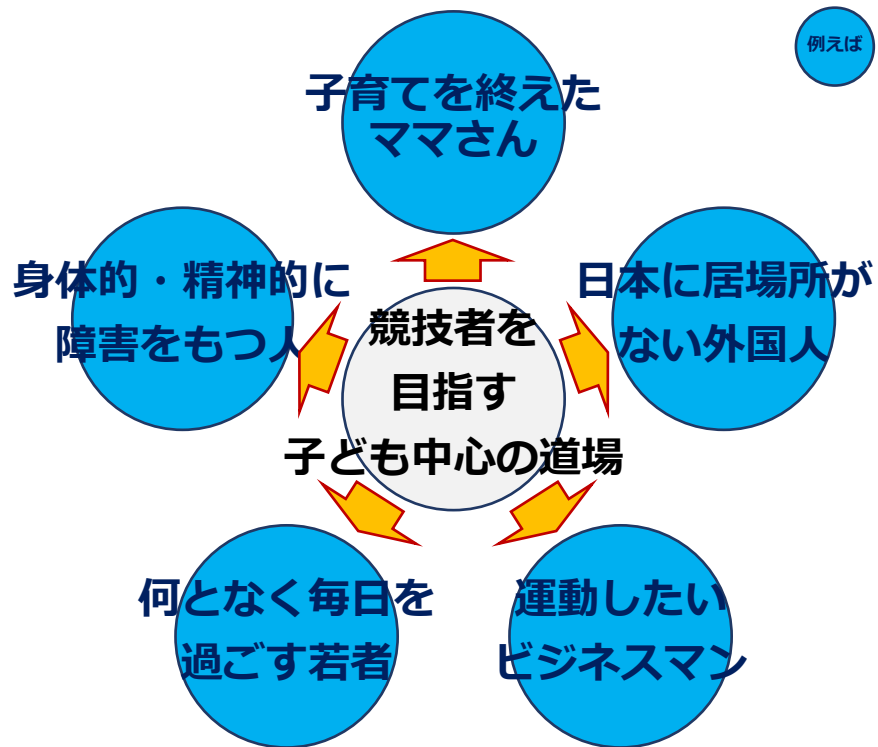 例えば
子育てを終えた
ママさん
身体的・精神的に
障害をもつ人
日本に居場所が
ない外国人
競技者を
目指す
子ども中心の道場
何となく毎日を
過ごす若者
運動したい
ビジネスマン